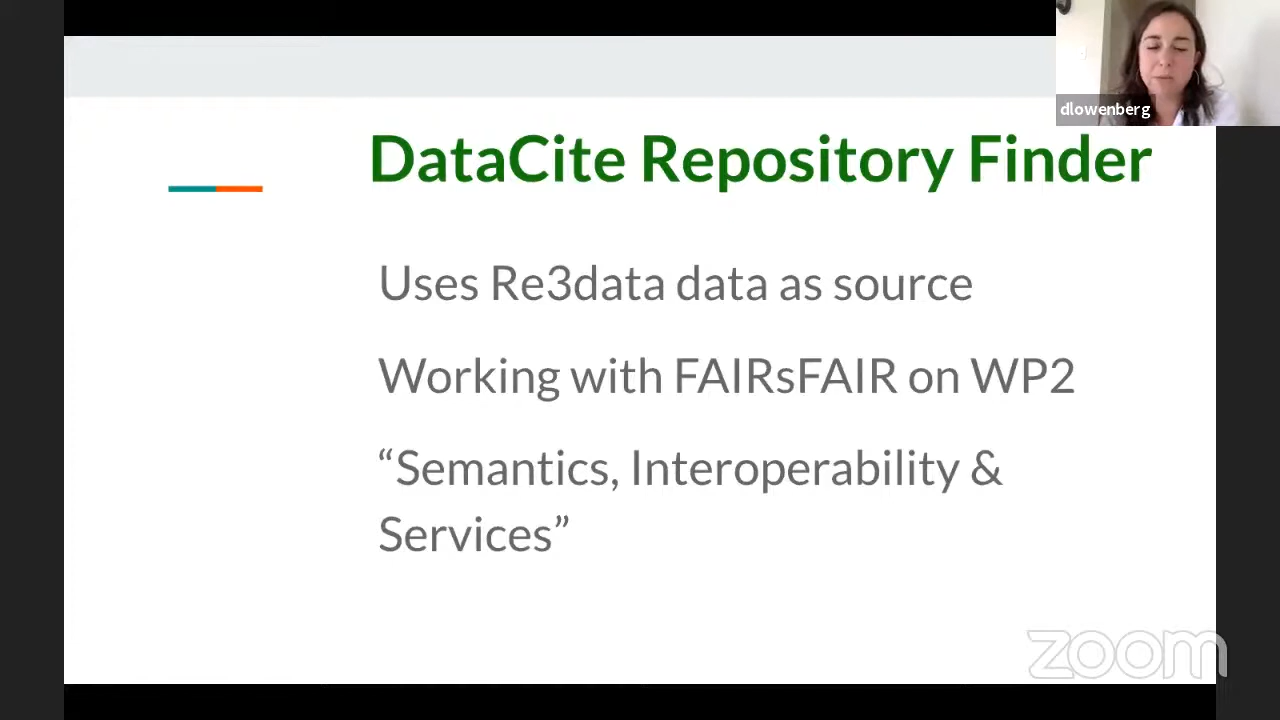 dlowenberg
DataCite Repository Finder
Uses Re3data data as source
Working with FAIRsFAIR on WP2
“Semantics, Interoperability &
Services”
zoom